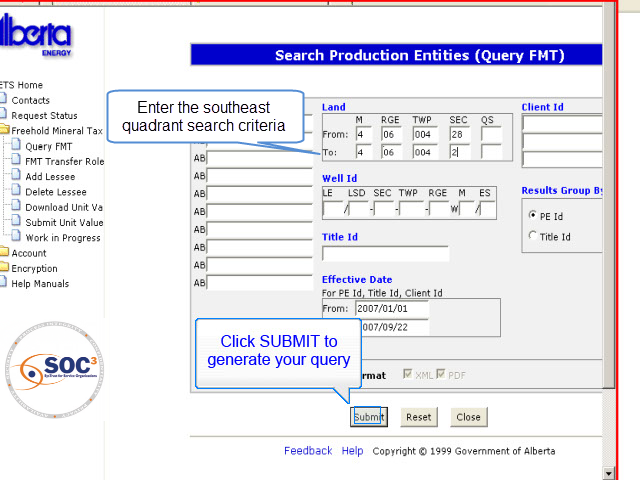 Alberta
ENERGY
Search Production Entities (Query FMT)
ETS Home
Contacts
Request Status
Freehold Mineral Tax
Query FMT
FMT Transfer Role
Add Lessee
Delete Lessee
Download Unit Va
Submit Unit Value
Work in Progress
Account
Encryption
Help Manuals
SOC3
SysTrust for Service Organizations
Enter the southeast
quadrant search criteria
AB
AB
AB
AB
AB
AB
AB
AB
Land
M RGE TWP SEC QS
From: 4 06 004 28
To: 4 06 004 2
Well Id
LE LSD SEC TWP RGE M ES
/ - - - W /
Title Id
Effective Date
For PE Id, Title Id, Client Id
From: 2007/01/01
2007/09/22
Client Id
Results Group By
PE Id
Title Id
Click SUBMIT to
generate your query
ormat XML PDF
Submit Reset Close
Feedback Help Copyright © 1999 Government of Alberta